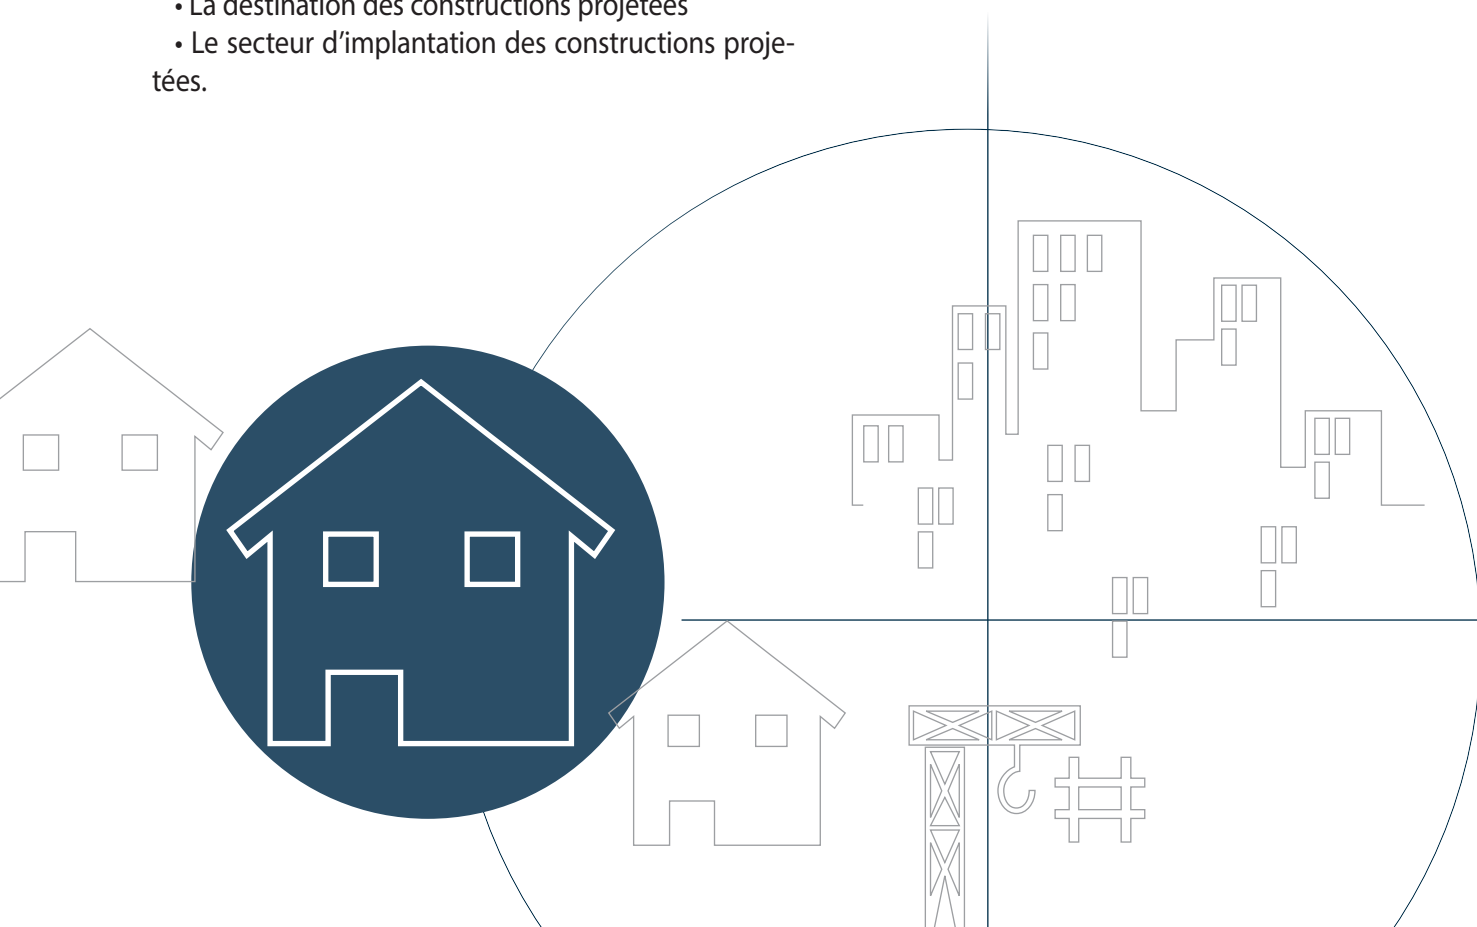 • La destination des constructions projetées
• Le secteur d’implantation des constructions proje-
tées.